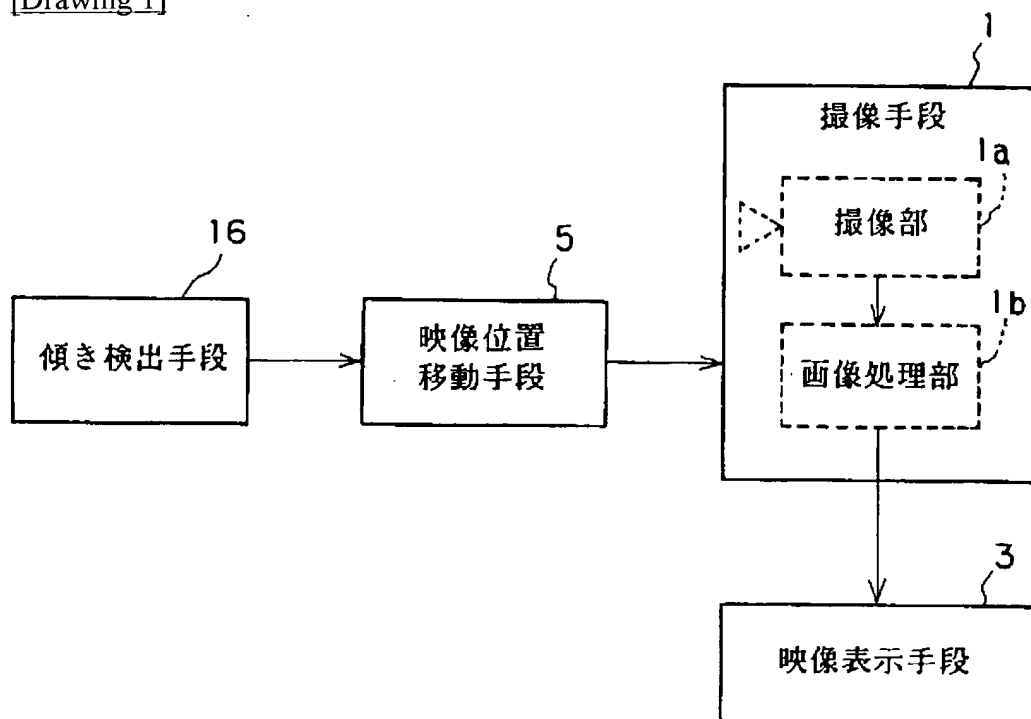 [Drawing 1]
1
撮像手段
1a
撮像部
16
5
1b
傾き検出手段
映像位置
移動手段
画像処理部
3
映像表示手段